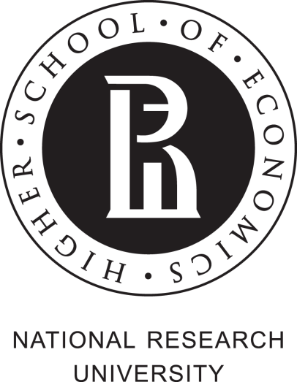 HIGHER · SCHOOL · OF · ECONOMICS ·
NATIONAL RESEARCH
UNIVERSITY